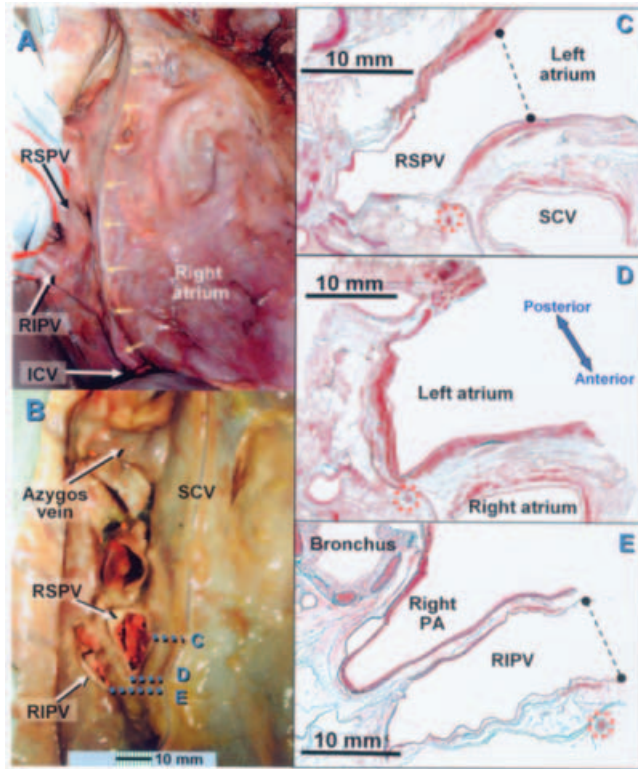 A
RSPV
Right
atrium
RIPV
ICV
B
Azygos
vein
SCV
RSPV
C
D
E
RIPV
10 mm
C
10 mm
Left
atrium
RSPV
SCV
D
10 mm
Posterior
Anterior
Left atrium
Right atrium
E
Bronchus
Right
PA
RIPV
10 mm